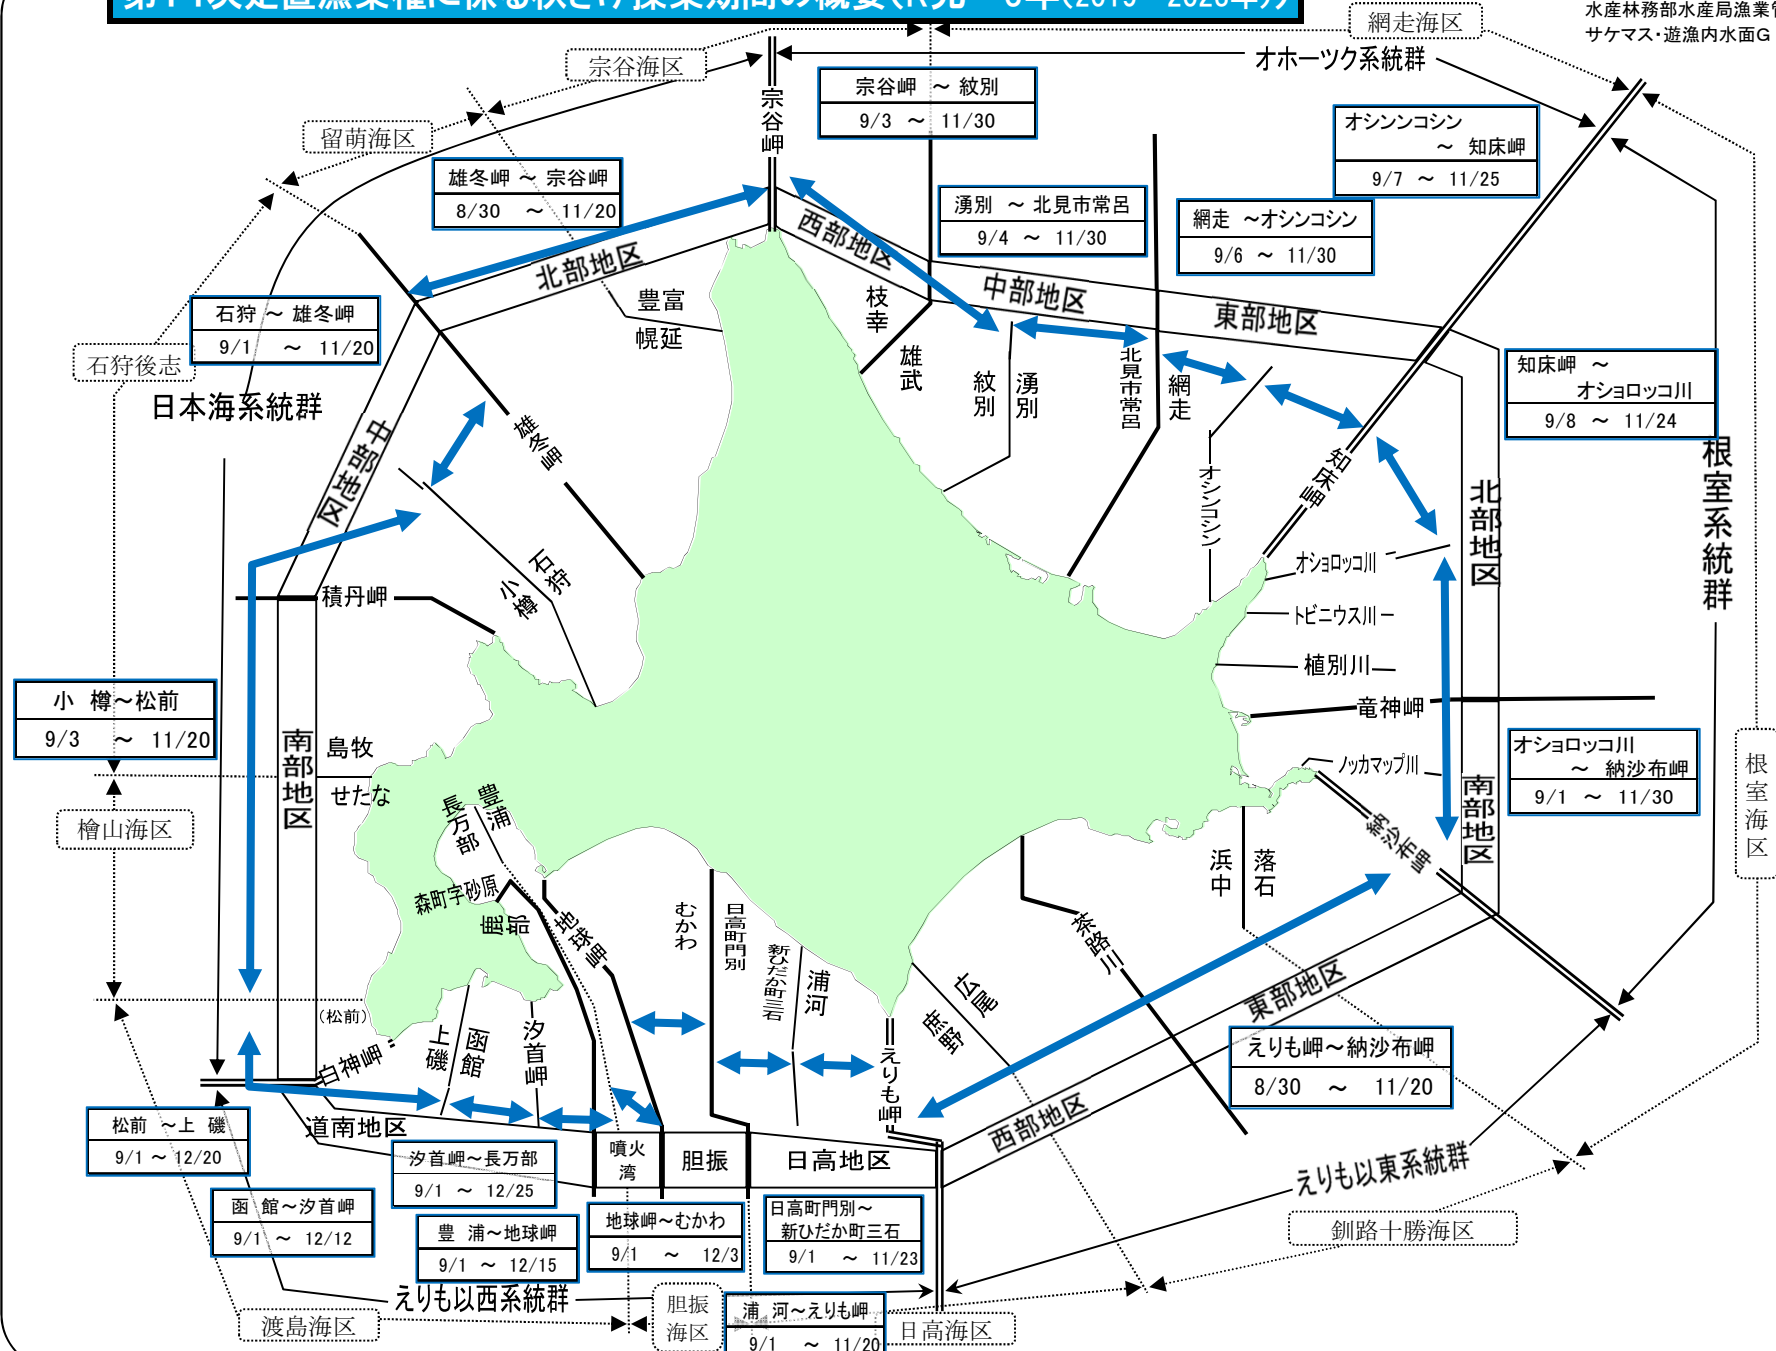 水産林務部水産局漁業管
サケマス・遊漁内水面G
網走海区
宗谷海区
オホーツク系統群
留萌海区
宗谷岬
宗谷岬 ～ 紋別
9/3 ～ 11/30
オシンンコシン
～ 知床岬
9/7 ～ 11/25
雄冬岬 ～ 宗谷岬
8/30 ～ 11/20
湧別 ～ 北見市常呂
9/4 ～ 11/30
網走 ～オシンコシン
9/6 ～ 11/30
西部地区
北部地区
中部地区
東部地区
石狩 ～ 雄冬岬
9/1 ～ 11/20
石狩後志
日本海系統群
豊富
幌延
枝幸
雄武
紋別
湧別
北見市常呂
網走
知床岬 ～
オショロッコ川
9/8 ～ 11/24
根室系統群
中部地区
雄冬岬
知床岬
オシンコシン
北部地区
石狩
小樽
オショロッコ川
トビニウス川
植別川
竜神岬
積丹岬
小 樽～松前
9/3 ～ 11/20
南部地区
島牧
せたな
檜山海区
ノッカマップ川
南部地区
オショロッコ川
～ 納沙布岬
9/1 ～ 11/30
根室海区
納沙布岬
長万部
豊浦
森町字砂原
鹿部
地球岬
むかわ
日高町門別
新ひだか町三石
浦河
浜中
落石
茶路川
広尾
庶野
えりも岬
東部地区
西部地区
（松前）
白神岬
上磯
函館
汐首岬
えりも岬～納沙布岬
8/30 ～ 11/20
松前 ～上 磯
9/1 ～ 12/20
道南地区
汐首岬～長万部
9/1 ～ 12/25
噴火
湾
胆振
日高地区
函 館～汐首岬
9/1 ～ 12/12
豊 浦～地球岬
9/1 ～ 12/15
地球岬～むかわ
9/1 ～ 12/3
日高町門別～
新ひだか町三石
9/1 ～ 11/23
えりも以東系統群
釧路十勝海区
えりも以西系統群
渡島海区
胆振
海区
浦 河～えりも岬
9/1 ～ 11/20
日高海区